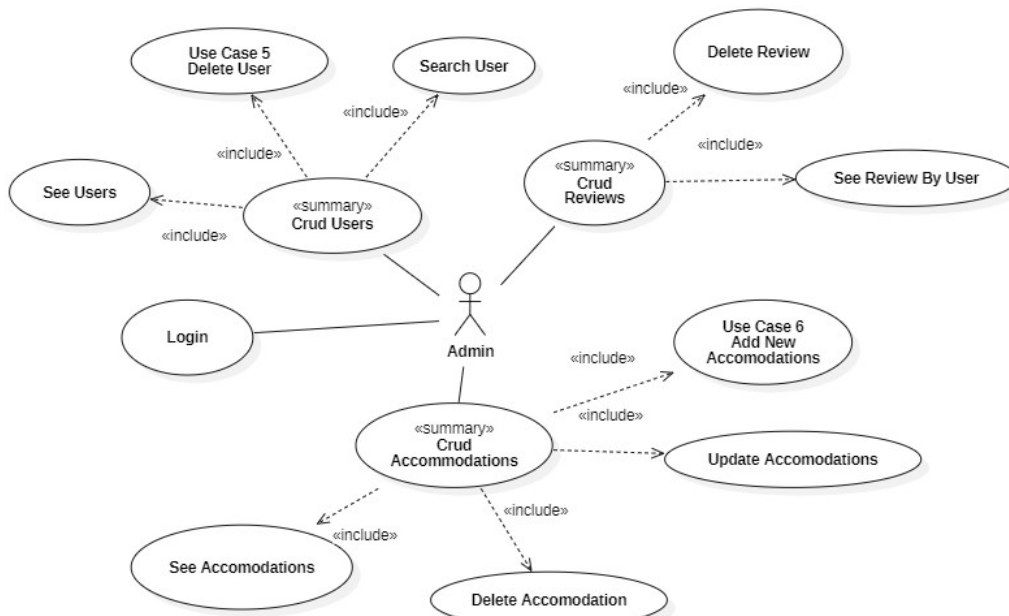 Use Case 5
Delete User
Search User
Delete Review
«include»
«include»
«include»
«include»
«summary»
Crud
Reviews
See Review By User
See Users
«summary»
Crud Users
«include»
Login
Admin
Use Case 6
Add New
Accomodations
«include»
«include»
«summary»
Crud
Accommodations
Update Accomodations
«include»
«include»
See Accomodations
Delete Accomodation